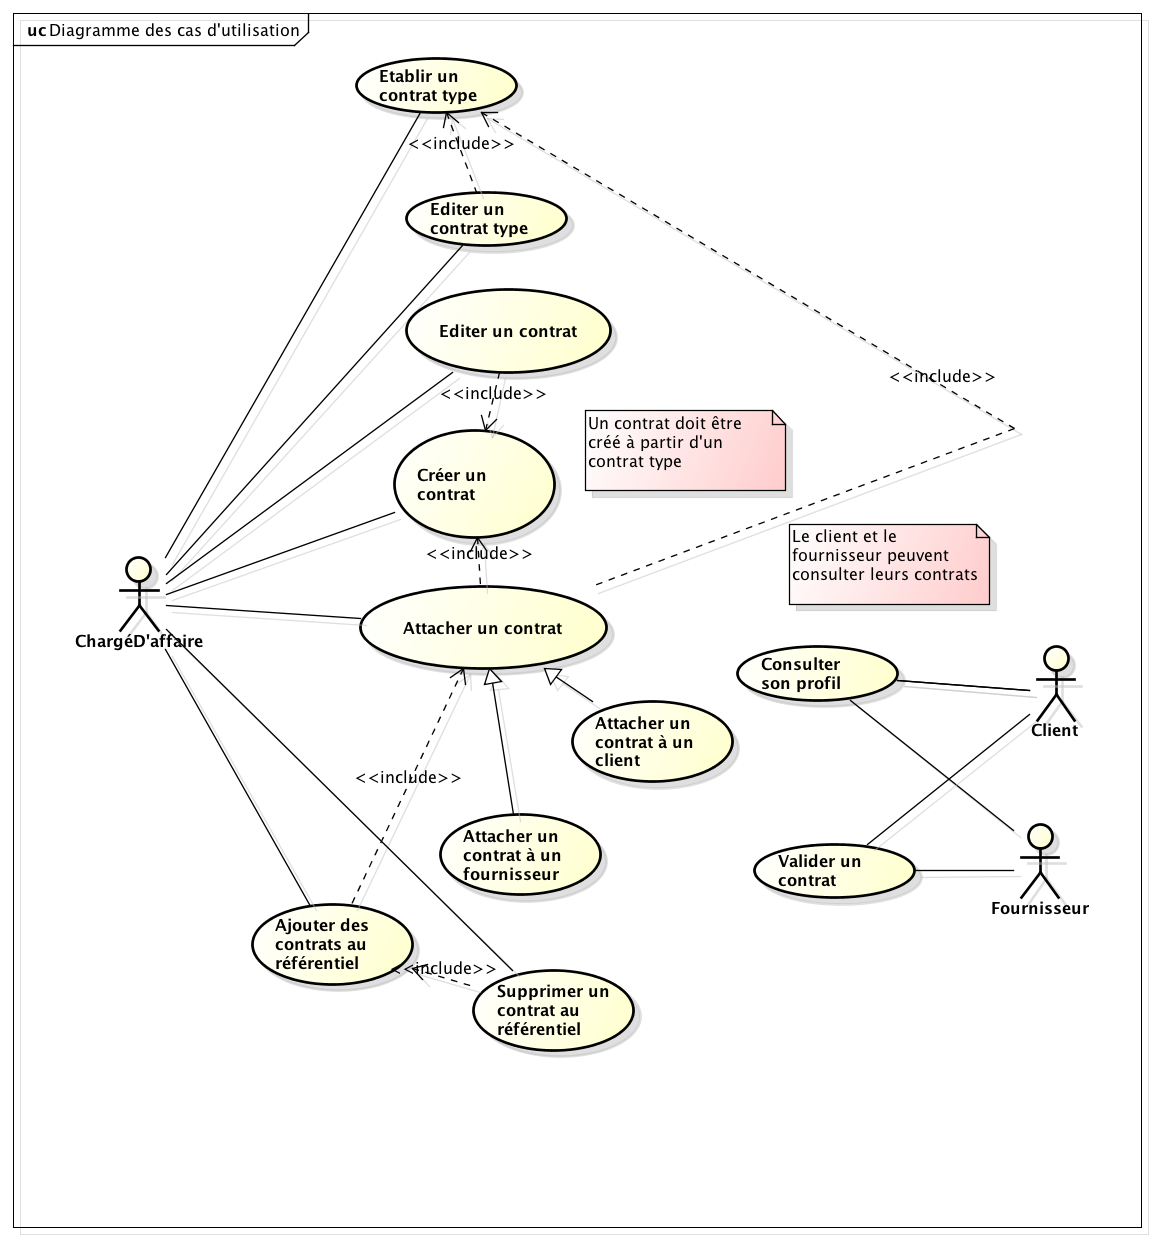 uc Diagramme des cas d'utilisation
Etablir un
contrat type
<<include>>
Editer un
contrat type
Editer un contrat
<<include>>
<<include>>
Un contrat doit être
créé à partir d'un
contrat type
Créer un
contrat
<<include>>
Le client et le
fournisseur peuvent
consulter leurs contrats
ChargéD'affaire
Attacher un contrat
Consulter
son profil
Client
Attacher un
contrat à un
client
<<include>>
Attacher un
contrat à un
fournisseur
Valider un
contrat
Fournisseur
Ajouter des
contrats au
référentiel
<<include>>
Supprimer un
contrat au
référentiel